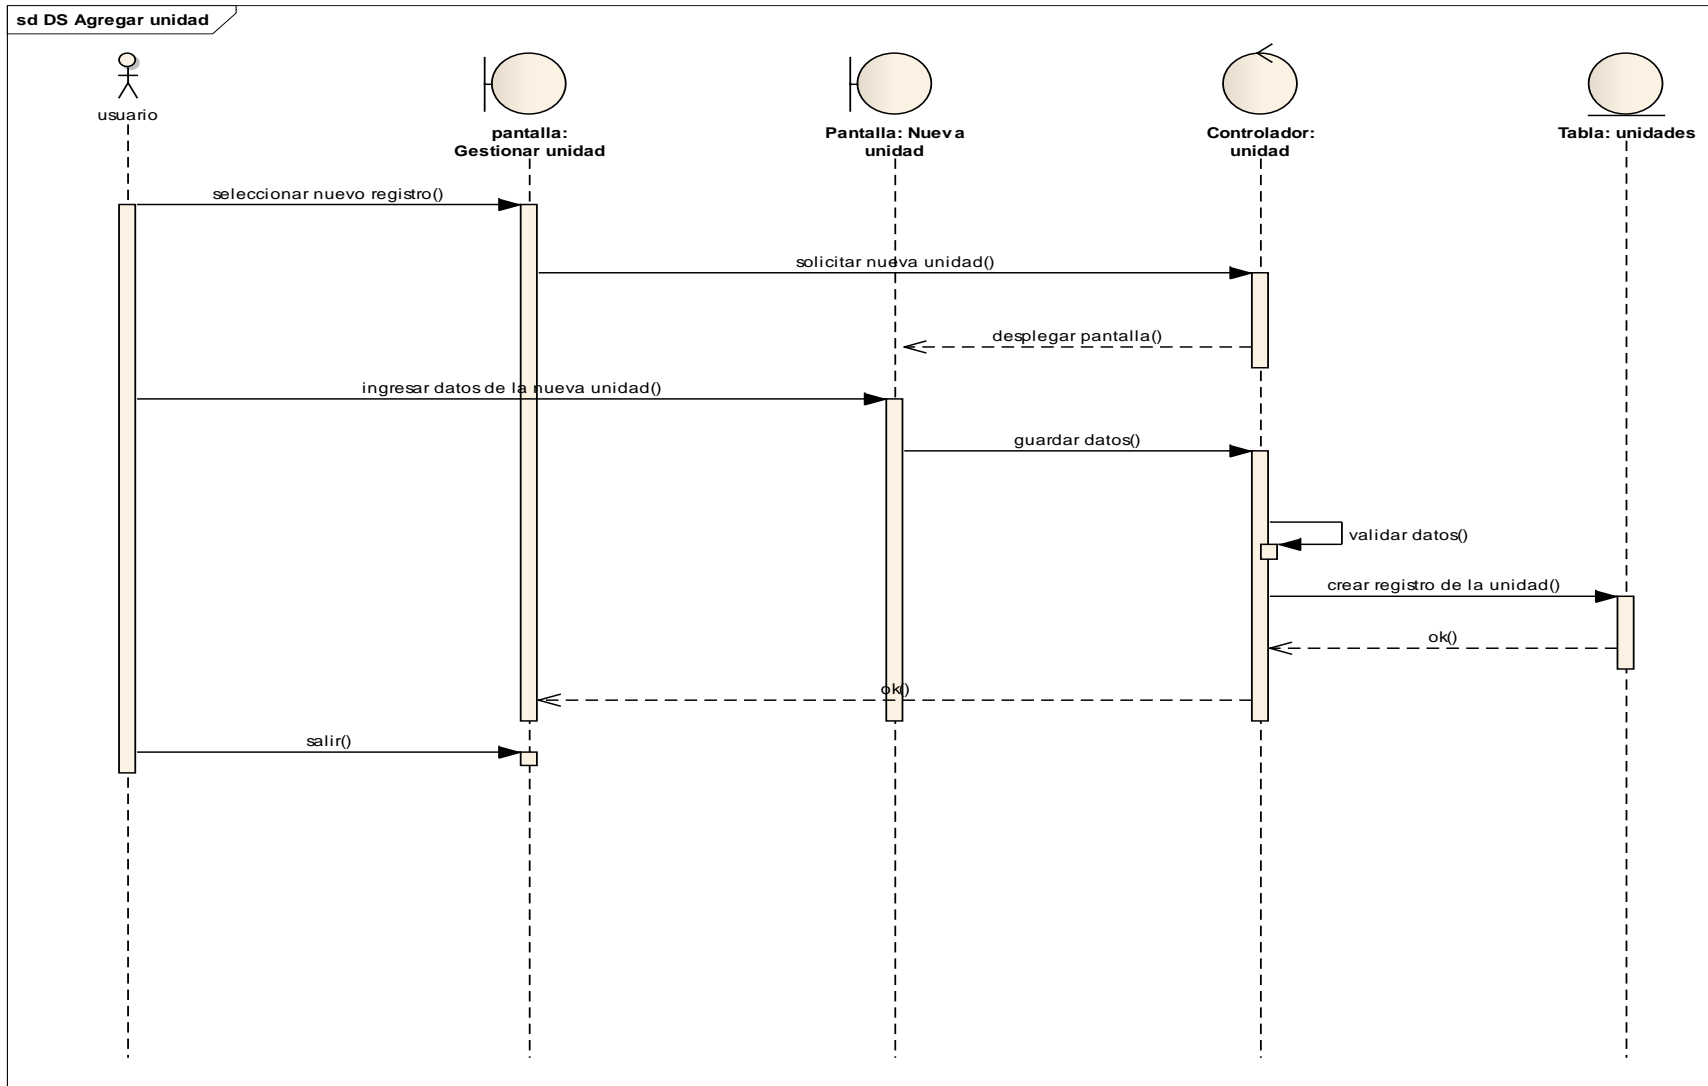 sd DS Agregar unidad
usuario
pantalla:
Gestionar unidad
Pantalla: Nueva
unidad
Controlador:
unidad
Tabla: unidades
seleccionar nuevo registro()
solicitar nueva unidad()
desplegar pantalla()
ingresar datos de la nueva unidad()
guardar datos()
validar datos()
crear registro de la unidad()
ok()
ok()
salir()